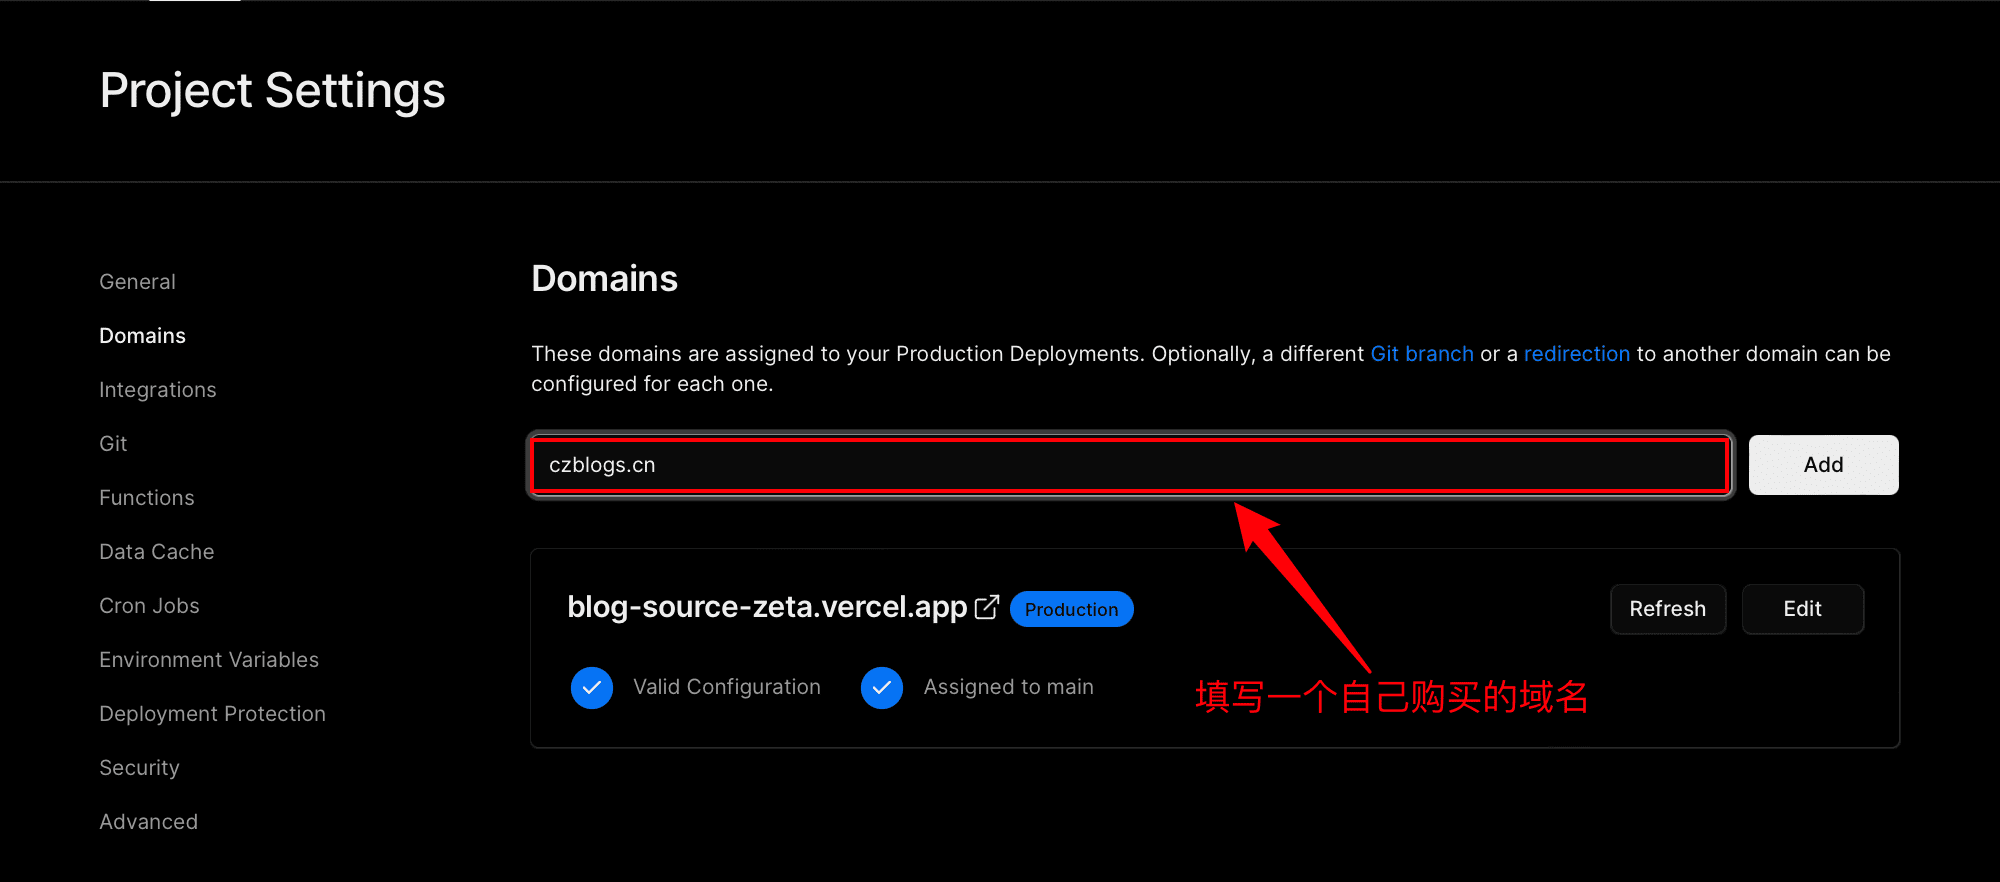 Project Settings
General
Domains
Integrations
Git
Functions
Data Cache
Cron Jobs
Environment Variables
Deployment Protection
Security
Advanced
Domains
These domains are assigned to your Production Deployments. Optionally, a different Git branch or a redirection to another domain can be
configured for each one.
czblogs.cn
Add
blog-source-zeta.vercel.app
Production
Refresh
Edit
Valid Configuration
Assigned to main
填写一个自己购买的域名